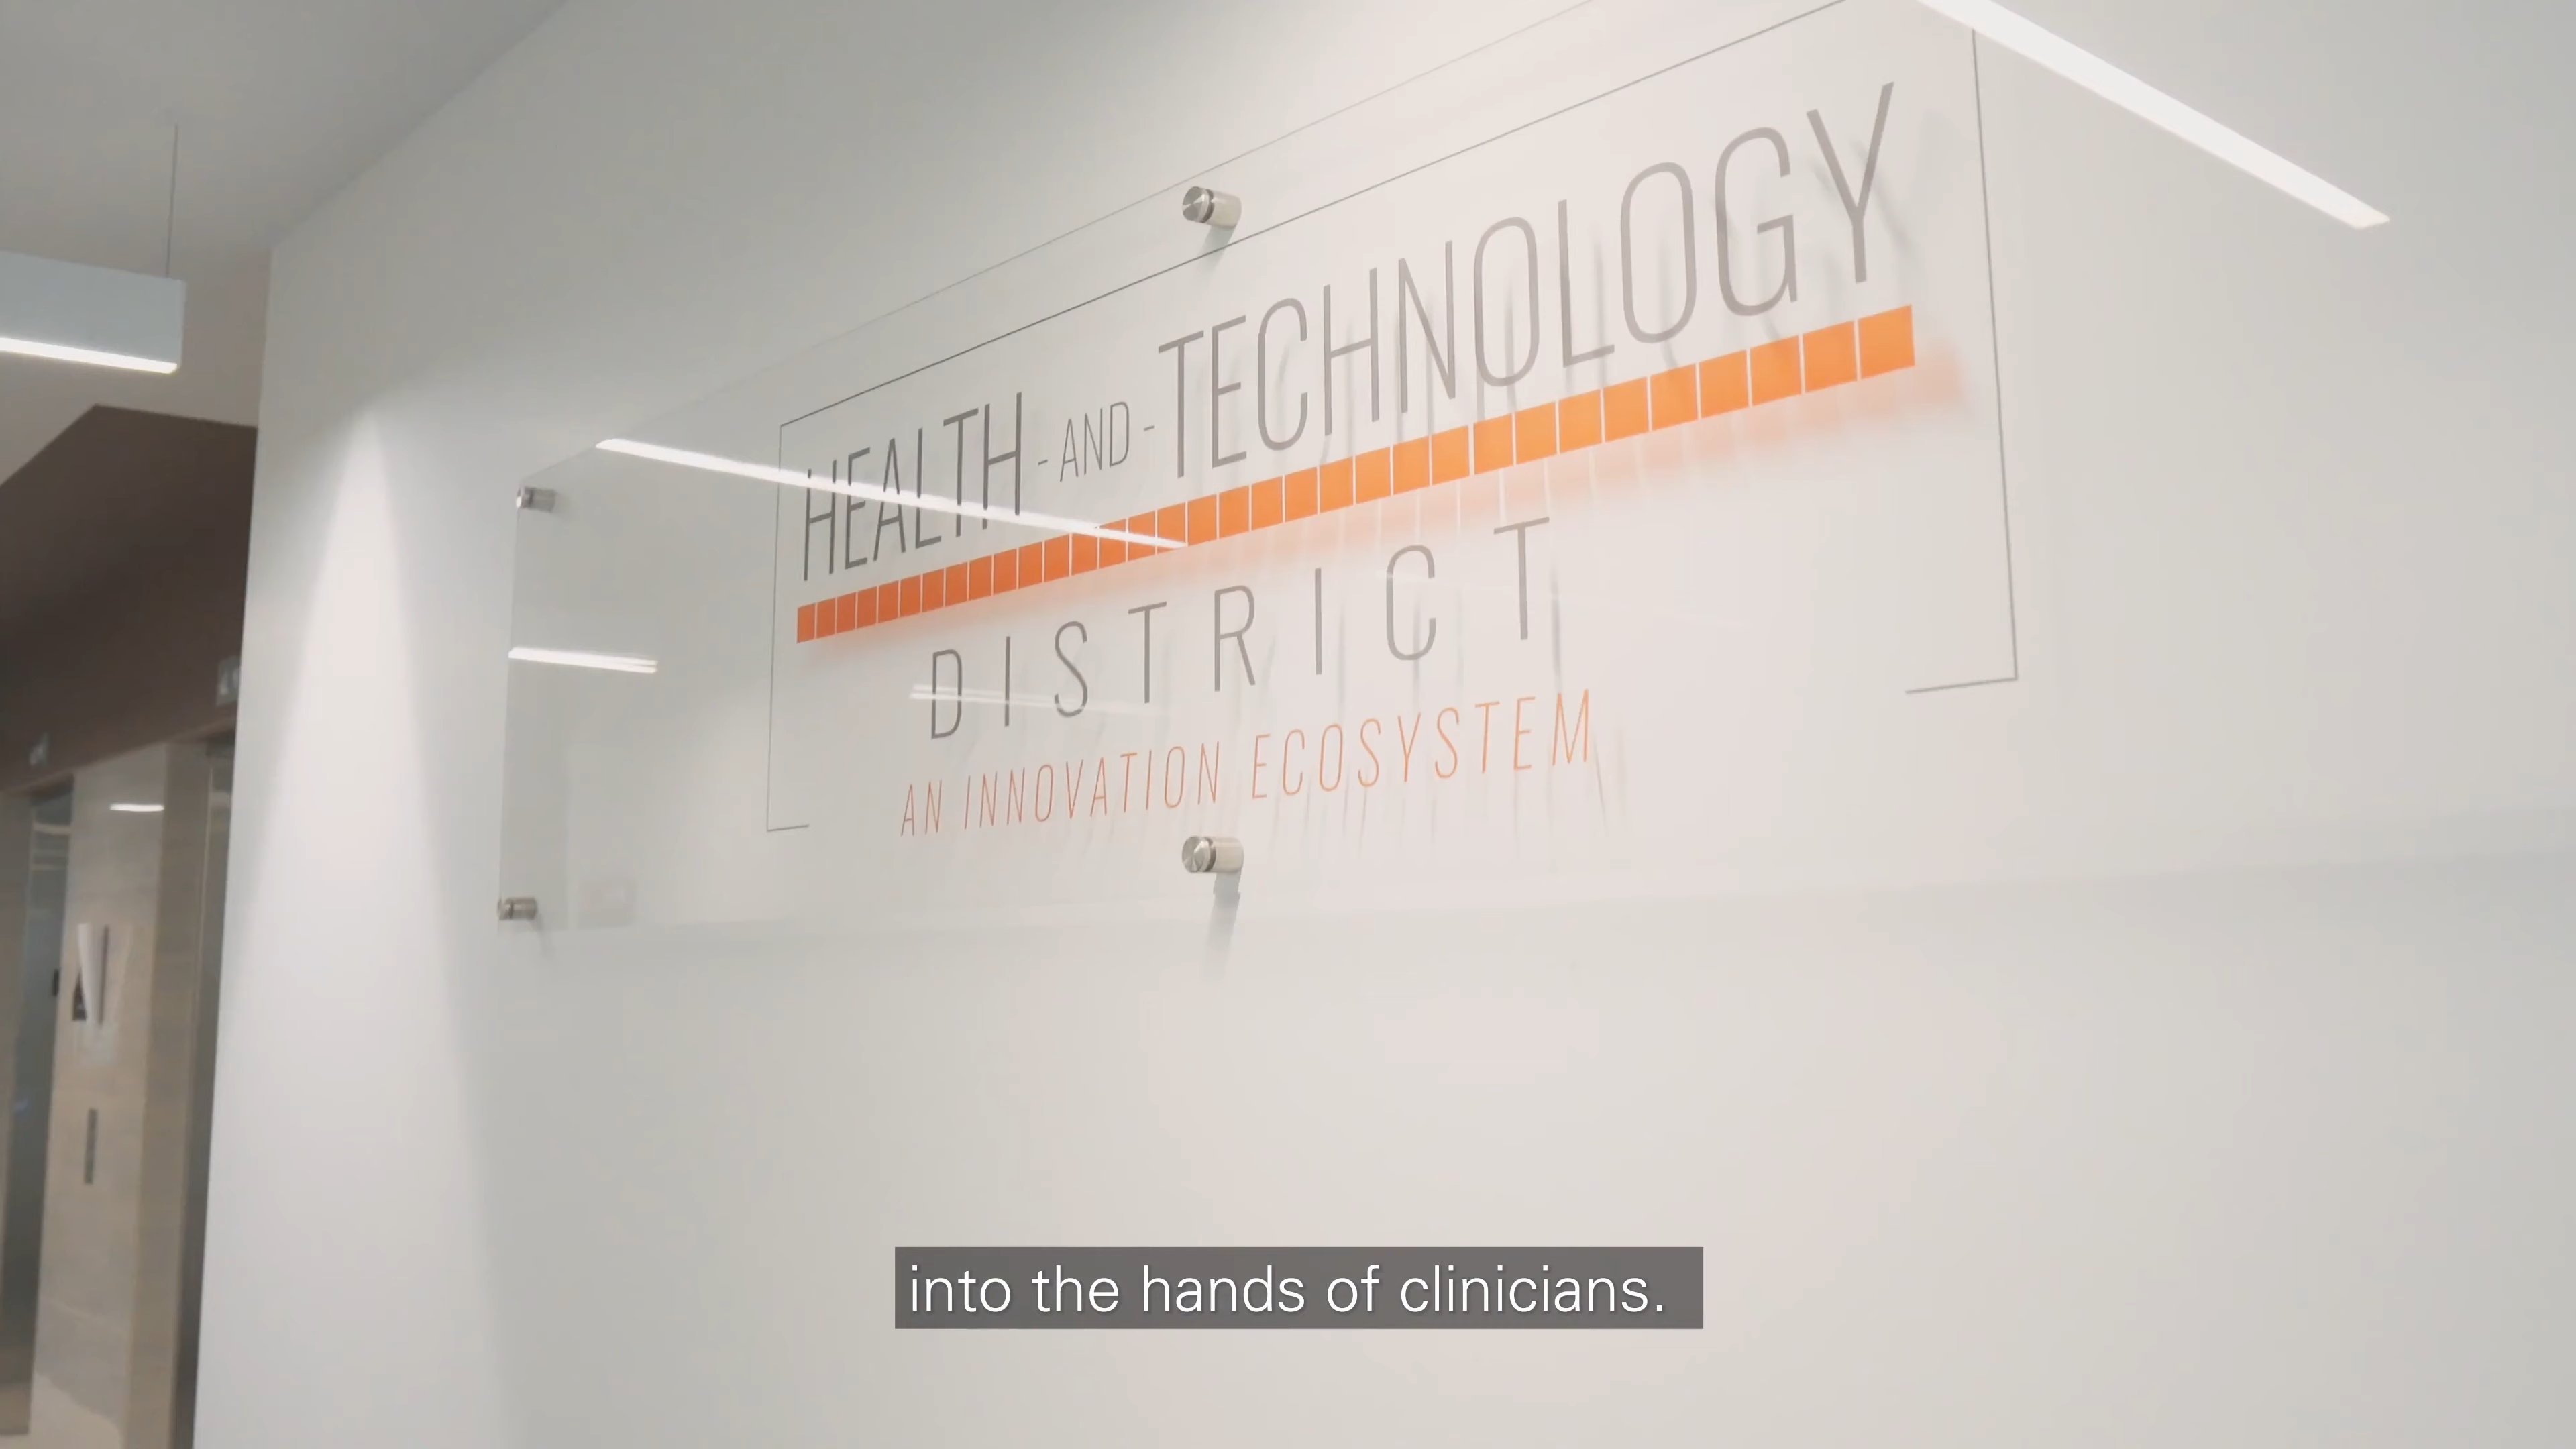 HEALTH -AND- TECHNOLOGY
DISTRICT
AN INNOVATION ECOSYSTEM
into the hands of clinicians.